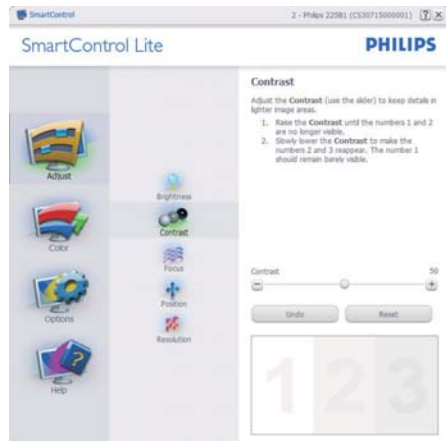 SmartControl
2 - Philips 225B1 (CS30715000001)
SmartControl Lite
PHILIPS
Adjust
Color
Options
Help
Brightness
Contrast
Focus
Position
Resolution
Contrast
Adjust the Contrast (use the slider) to keep details in
lighter image areas.
1. Raise the Contrast until the numbers 1 and 2
are no longer visible.
2. Slowly lower the Contrast to make the
numbers 2 and 3 reappear. The number 1
should remain barely visible.
Contrast 50
Undo Reset
1 2 3